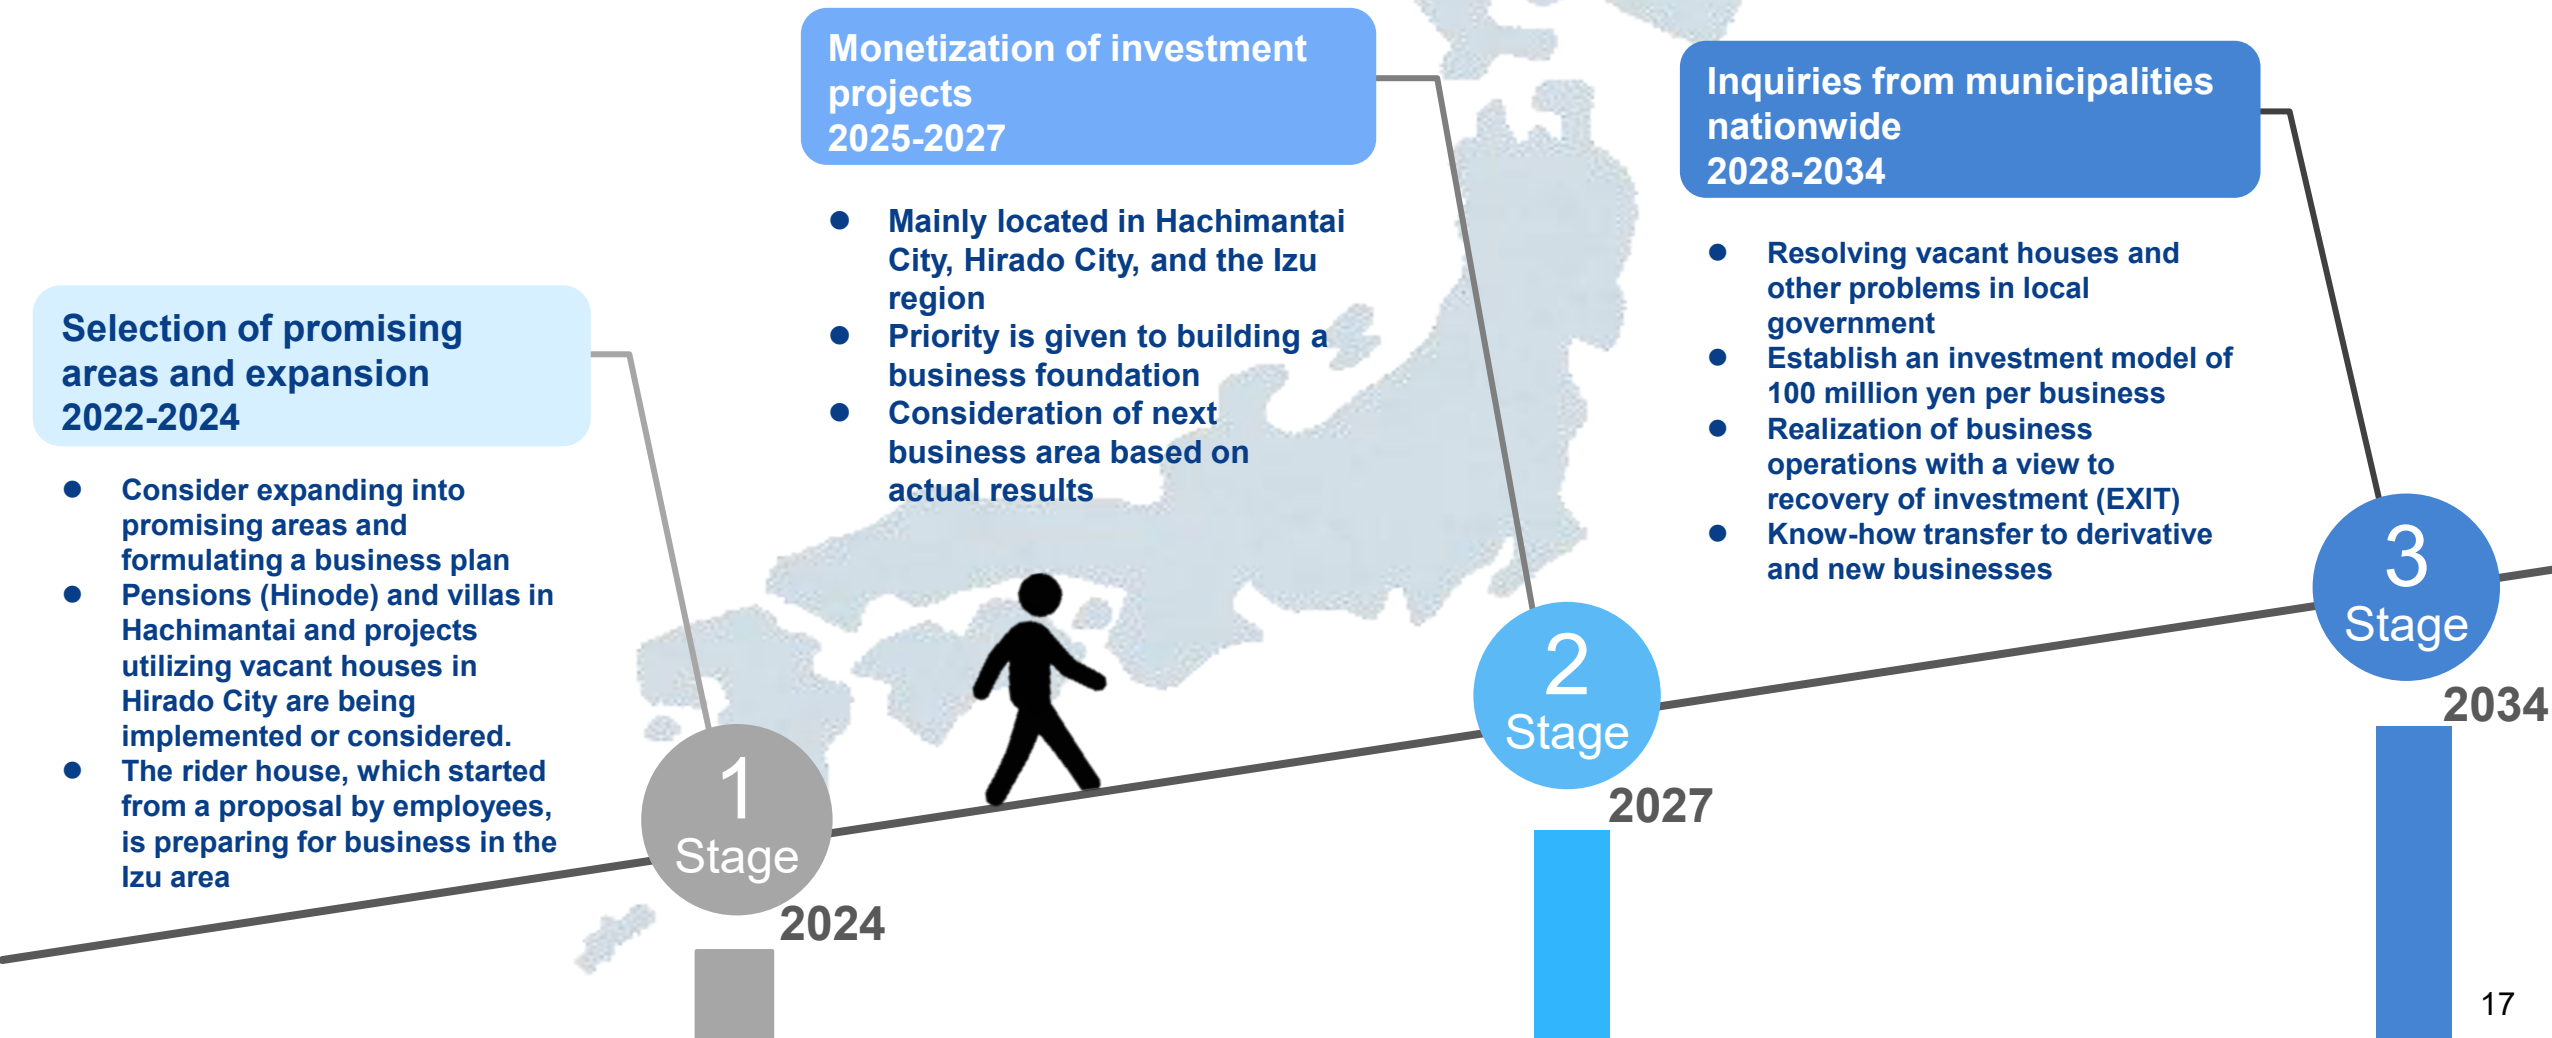 Selection of promising
areas and expansion
2022-2024
● Consider expanding into
promising areas and
formulating a business plan
● Pensions (Hinode) and villas in
Hachimantai and projects
utilizing vacant houses in
Hirado City are being
implemented or considered.
● The rider house, which started
from a proposal by employees,
is preparing for business in the
Izu area
1
Stage
2024
Monetization of investment
projects
2025-2027
● Mainly located in Hachimantai
City, Hirado City, and the Izu
region
● Priority is given to building a
business foundation
● Consideration of next
business area based on
actual results
2
Stage
2027
Inquiries from municipalities
nationwide
2028-2034
● Resolving vacant houses and
other problems in local
government
● Establish an investment model of
100 million yen per business
● Realization of business
operations with a view to
recovery of investment (EXIT)
● Know-how transfer to derivative
and new businesses
3
Stage
2034
17